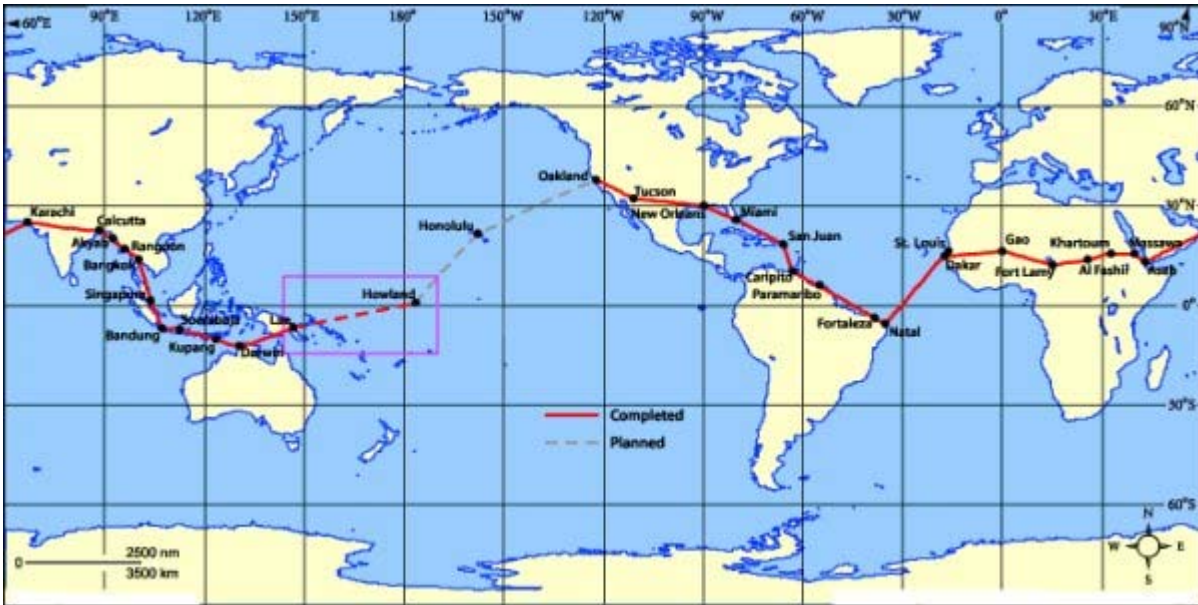 60°E
90°E
120°E
150°E
180°
150°W
120°W
90°W
60°W
30°W
0°
30°E
90°N
60°N
Oakland
Tucson
30°N
Karachi
New Orleans
Miami
Calcutta
Honolulu
Akyab
Rangoon
San Juan
St. Louis
Gao
Khartoum
Massawa
Bangkok
Dakar
Fort Lamy
Al Fashir
Assab
Caripito
Singapure
Howland
Paramaribo
0°
Soerabaja
Lae
Fortaleza
Bandung
Natal
Kupang
Darwin
30°S
Completed
Planned
60°S
N
W
E
S
2500 nm
0
3500 km